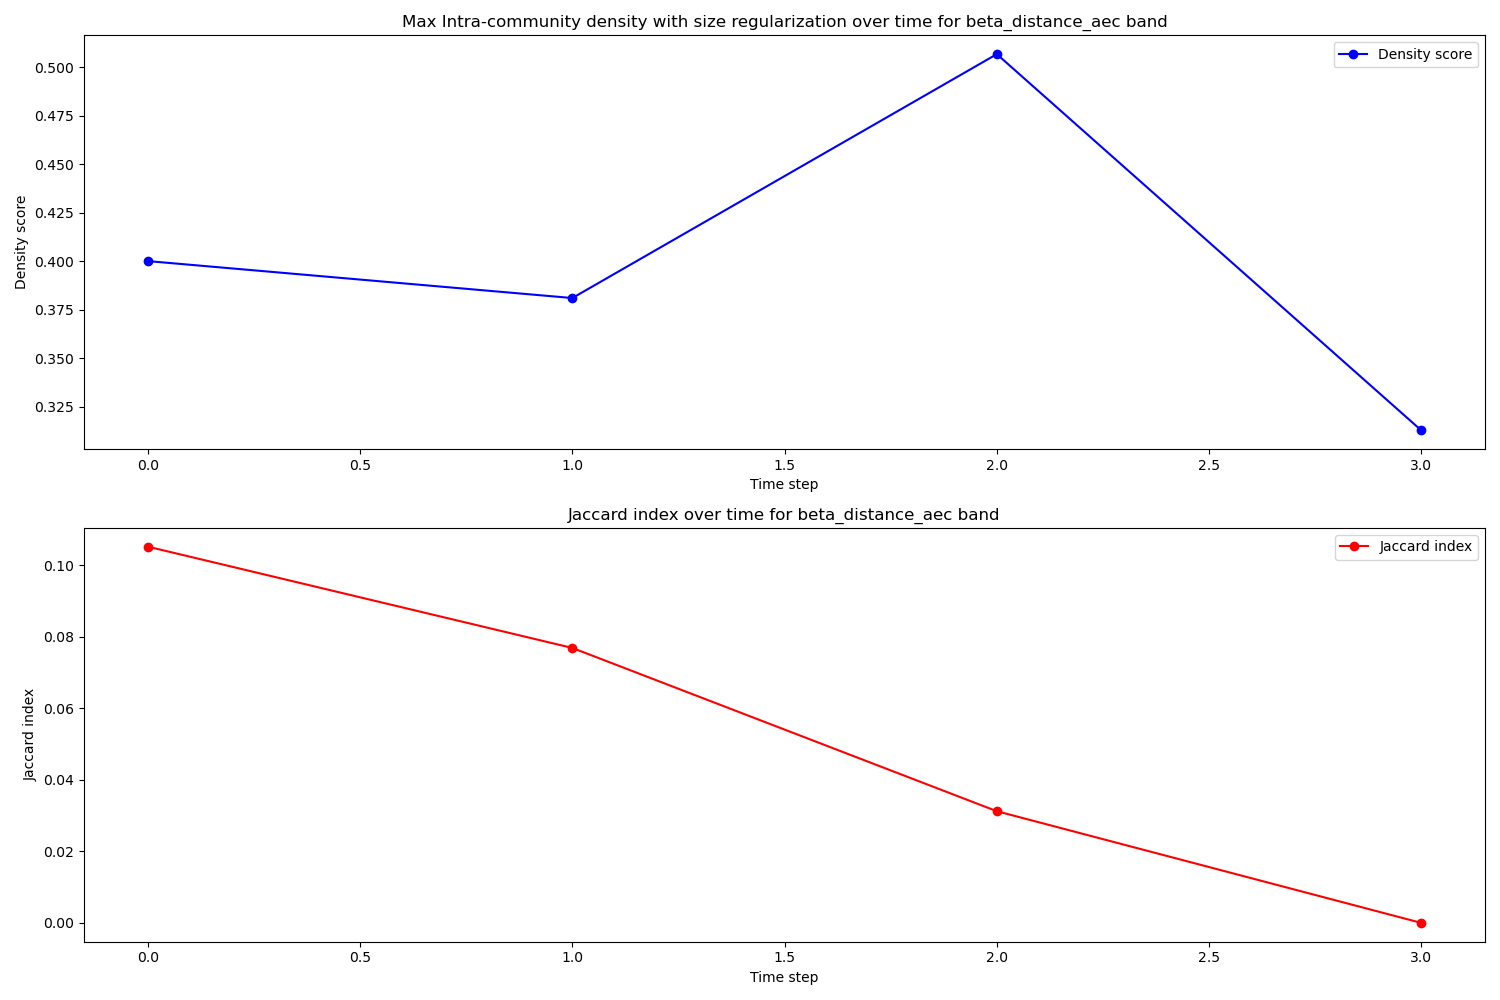 Max Intra-community density with size regularization over time for beta_distance_aec band
Density score
0.500
0.475
0.450
0.425
0.400
0.375
0.350
0.325
Density score
0.0 0.5 1.0 1.5 2.0 2.5 3.0
Time step
Jaccard index over time for beta_distance_aec band
Jaccard index
0.10
0.08
0.06
0.04
0.02
0.00
Jaccard index
0.0 0.5 1.0 1.5 2.0 2.5 3.0
Time step